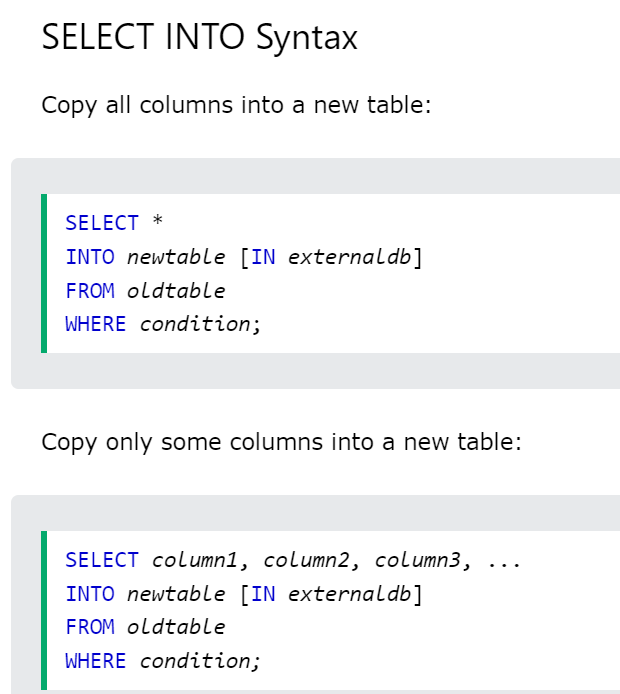 SELECT INTO Syntax
Copy all columns into a new table:
SELECT *
INTO newtable [IN externaldb]
FROM oldtable
WHERE condition;
Copy only some columns into a new table:
SELECT column1, column2, column3, ...
INTO newtable [IN externaldb]
FROM oldtable
WHERE condition;